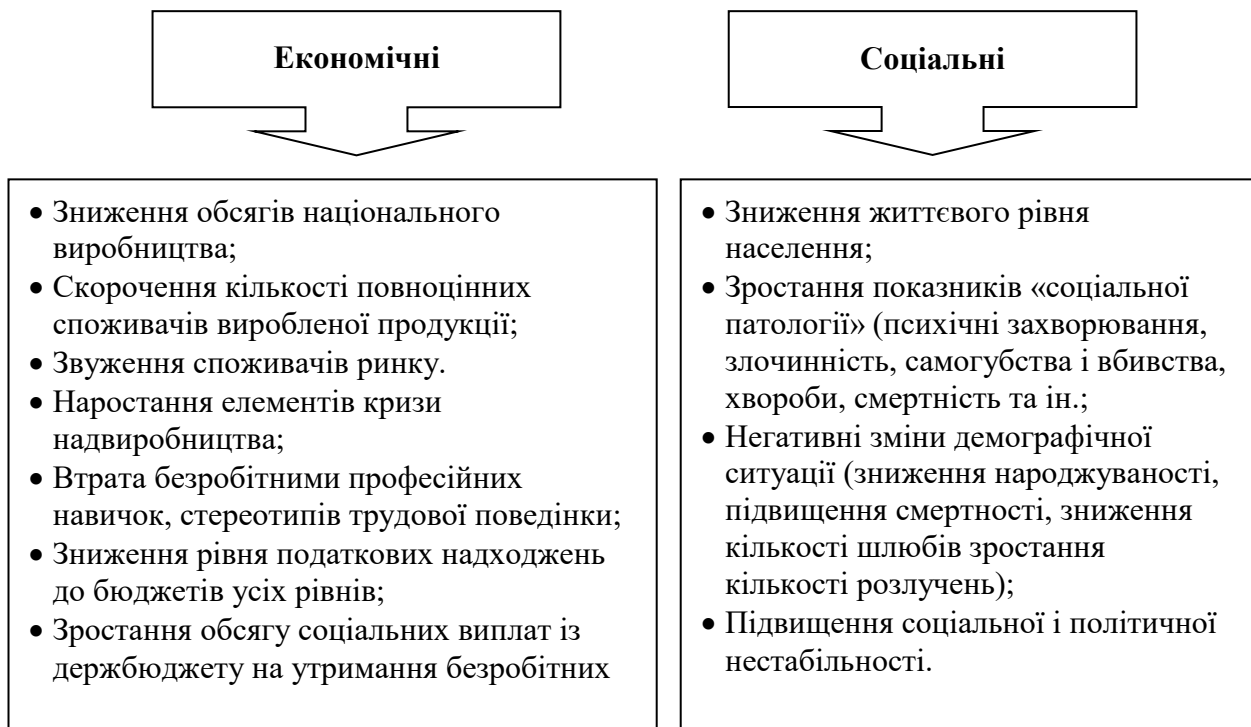 Економічні
• Зниження обсягів національного
виробництва;
• Скорочення кількості повноцінних
споживачів виробленої продукції;
• Звуження споживачів ринку.
• Наростання елементів кризи
надвиробництва;
• Втрата безробітними професійних
навичок, стереотипів трудової поведінки;
• Зниження рівня податкових надходжень
до бюджетів усіх рівнів;
• Зростання обсягу соціальних виплат із
держбюджету на утримання безробітних
Соціальні
• Зниження життєвого рівня
населення;
• Зростання показників «соціальної
патології» (психічні захворювання,
злочинність, самогубства і вбивства,
хвороби, смертність та ін.;
• Негативні зміни демографічної
ситуації (зниження народжуваності,
підвищення смертності, зниження
кількості шлюбів зростання
кількості розлучень);
• Підвищення соціальної і політичної
нестабільності.